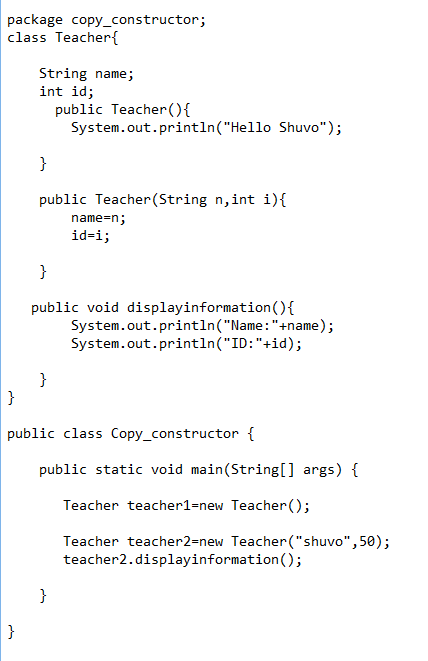 package copy_constructor;
class Teacher{
String name;
int id;
public Teacher(){
System.out.println("Hello Shuvo");
}
public Teacher(String n,int i){
name=n;
id=i;
}
public void displayinformation(){
System.out.println("Name:"+name);
System.out.println("ID:"+id);
}
}
public class Copy_constructor {
public static void main(String[] args) {
Teacher teacher1=new Teacher();
Teacher teacher2=new Teacher("shuvo",50);
teacher2.displayinformation();
}
}